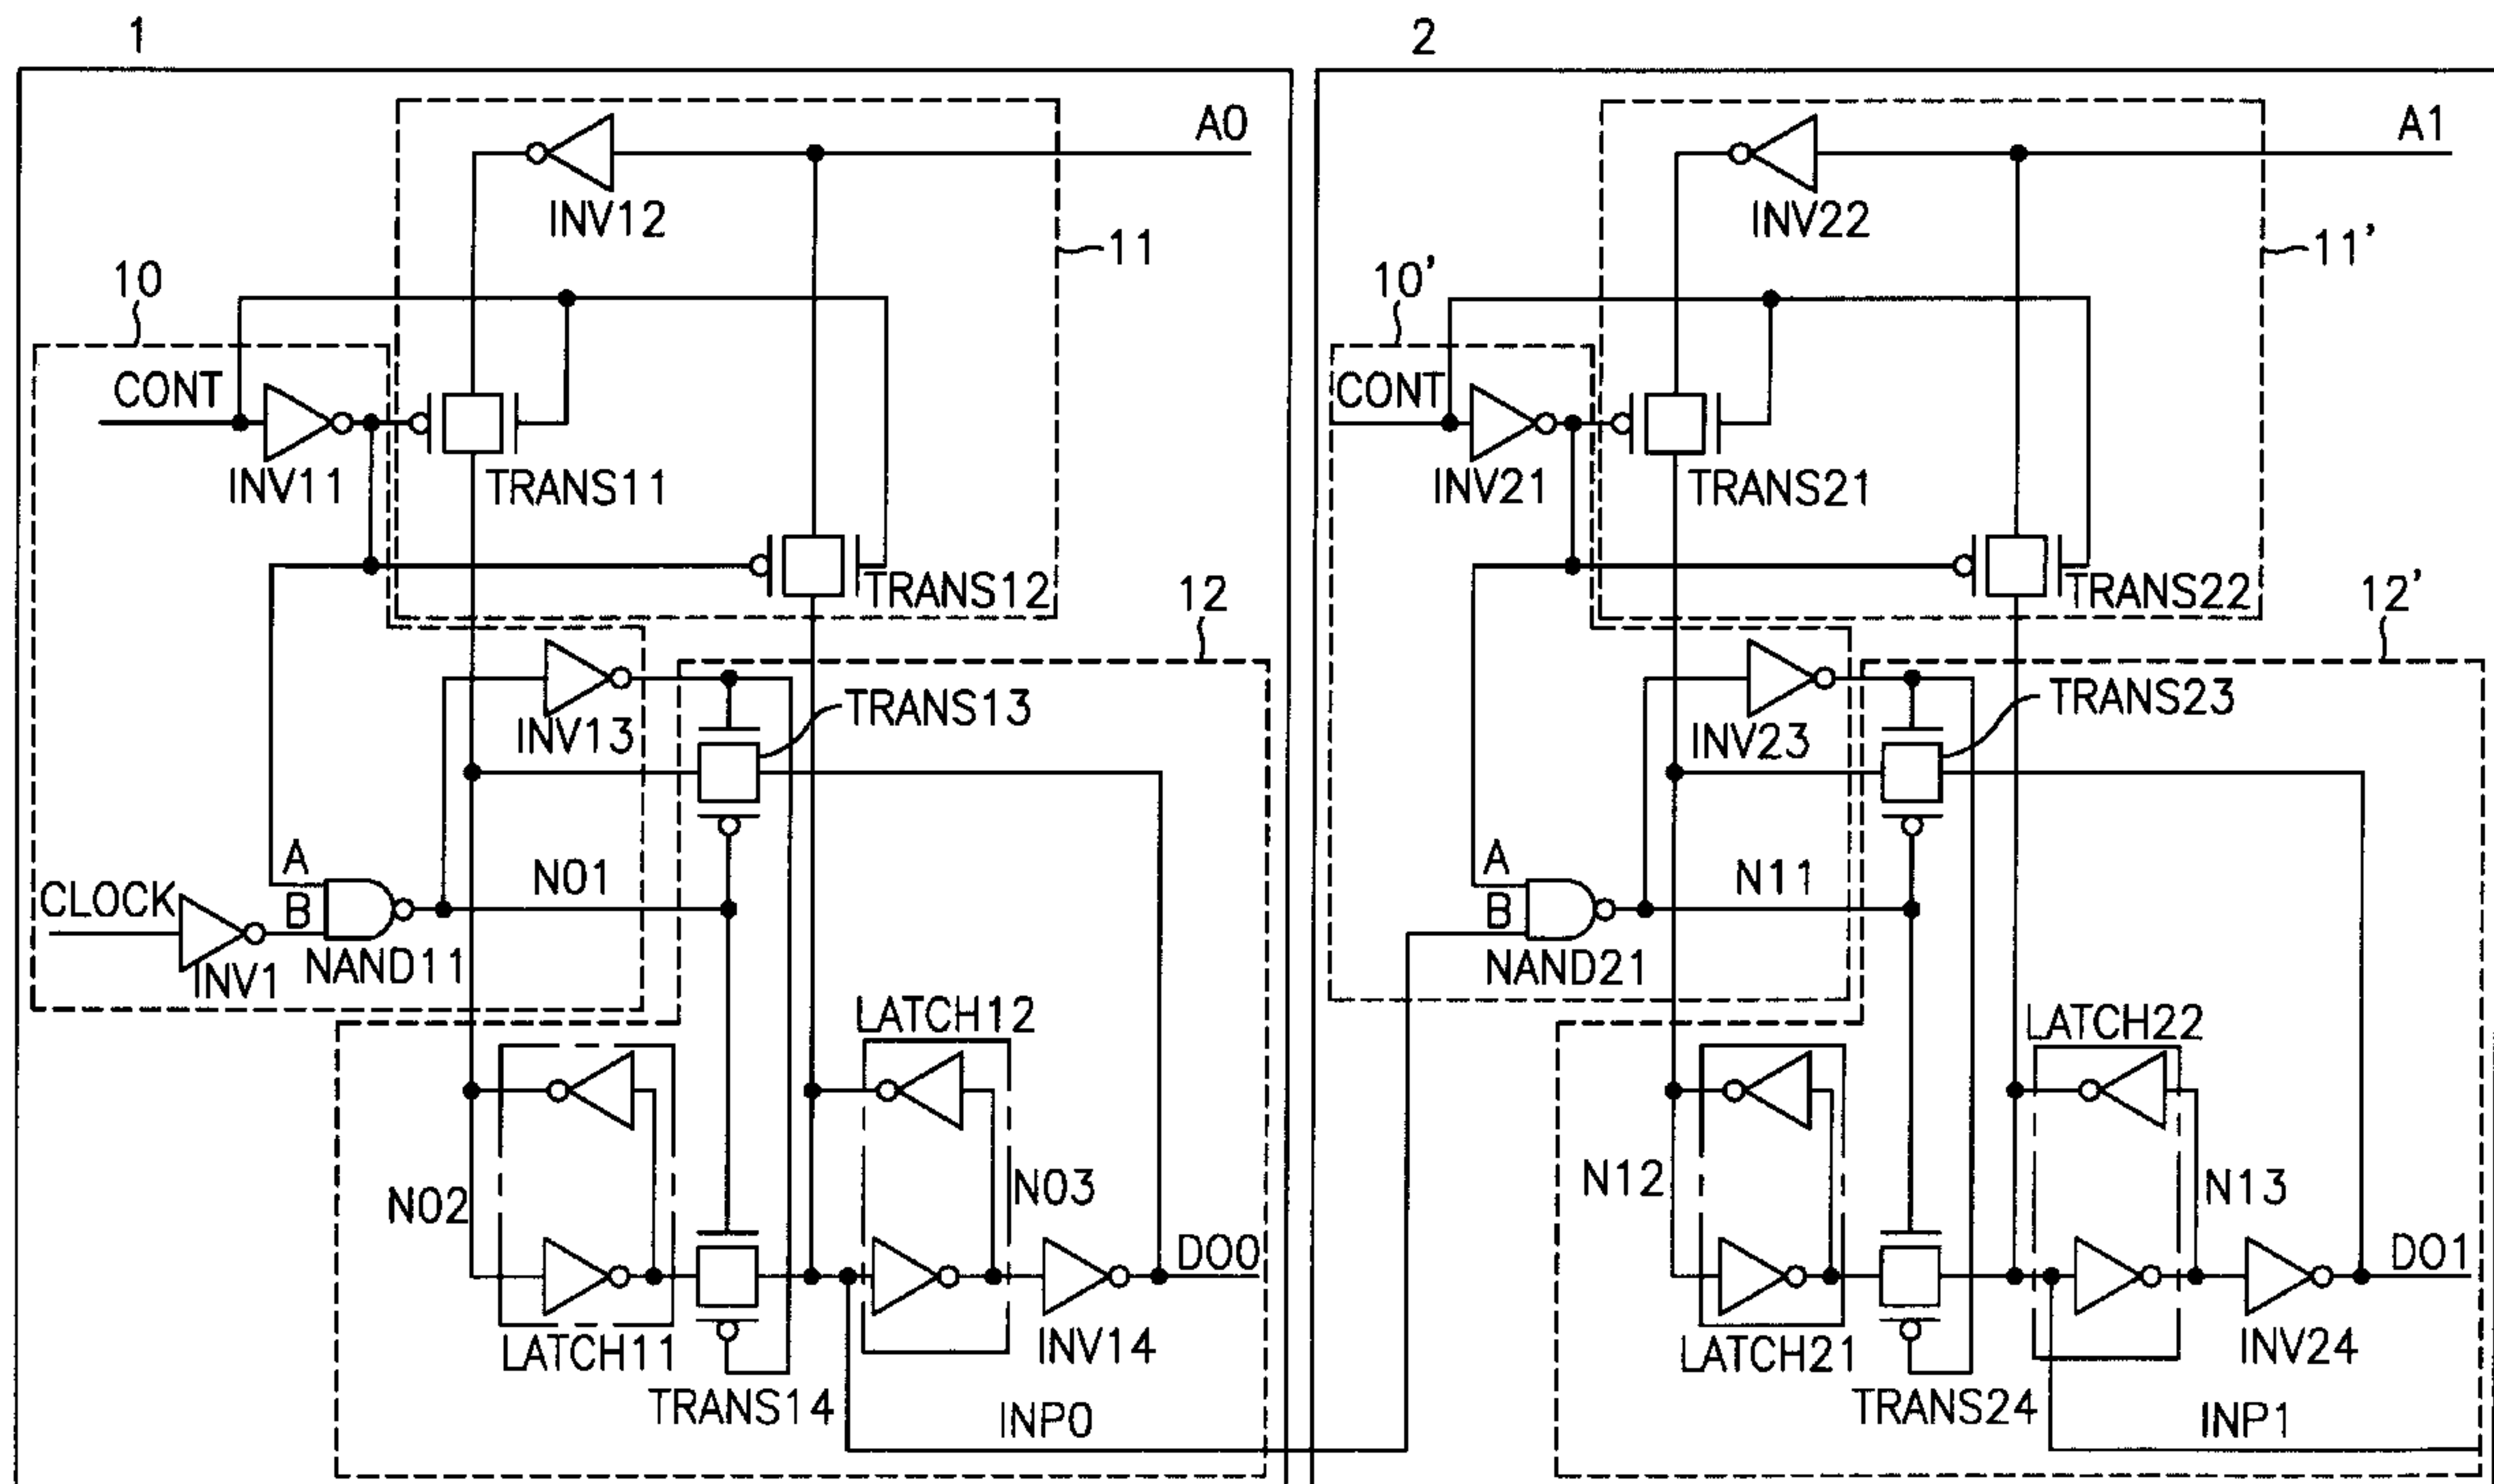 1
2
A0
INV12
11
10
CONT
INV11
TRANS11
TRANS12
12
INV13
TRANS13
A
B
N01
CLOCK
INV1
NAND11
LATCH12
N02
N03
LATCH11
TRANS14
DO0
INV14
INP0
A1
INV22
11'
10'
CONT
INV21
TRANS21
TRANS22
12'
INV23
TRANS23
A
B
N11
NAND21
LATCH22
N12
N13
LATCH21
TRANS24
DO1
INV24
INP1